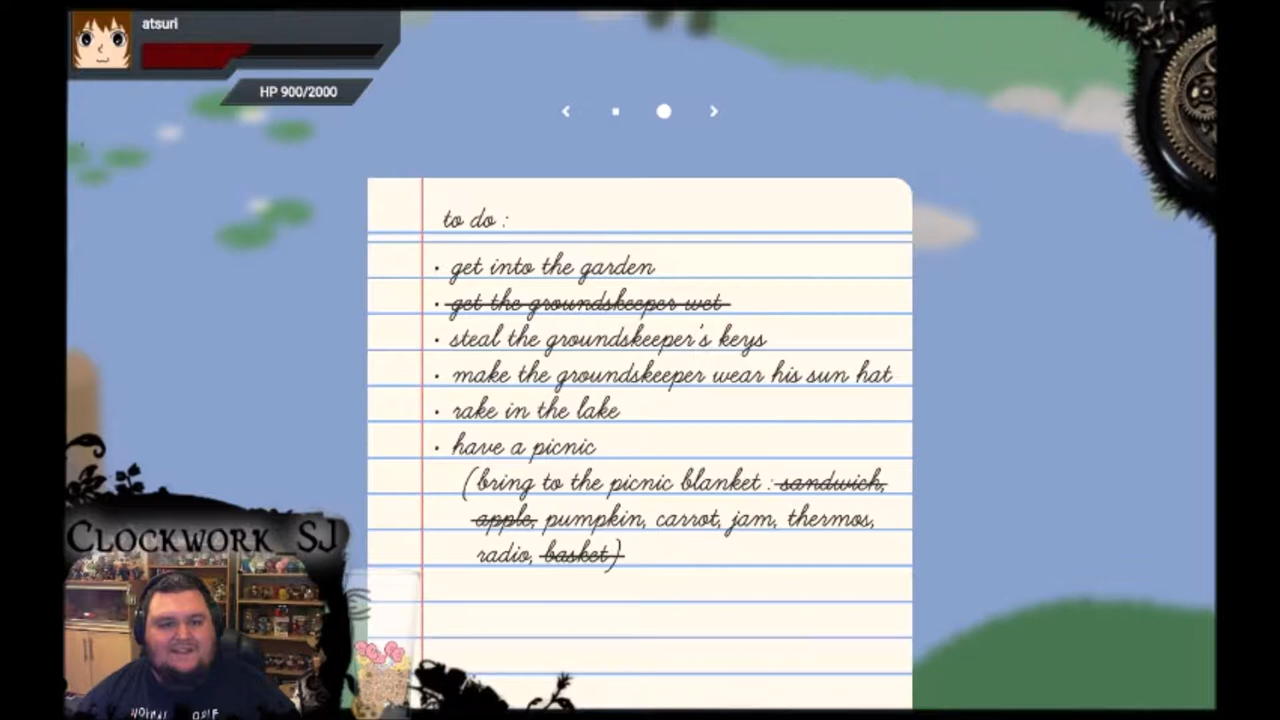 atsuri
HP 900/2000
to do :
• get into the garden
• get the groundskeeper wet
• steal the groundskeeper's keys
• make the groundskeeper wear his sun hat
• rake in the lake
• have a picnic
(bring to the picnic blanket : sandwich,
apple, pumpkin, carrot, jam, thermos,
radio, basket)
CLOCKWORK SJ